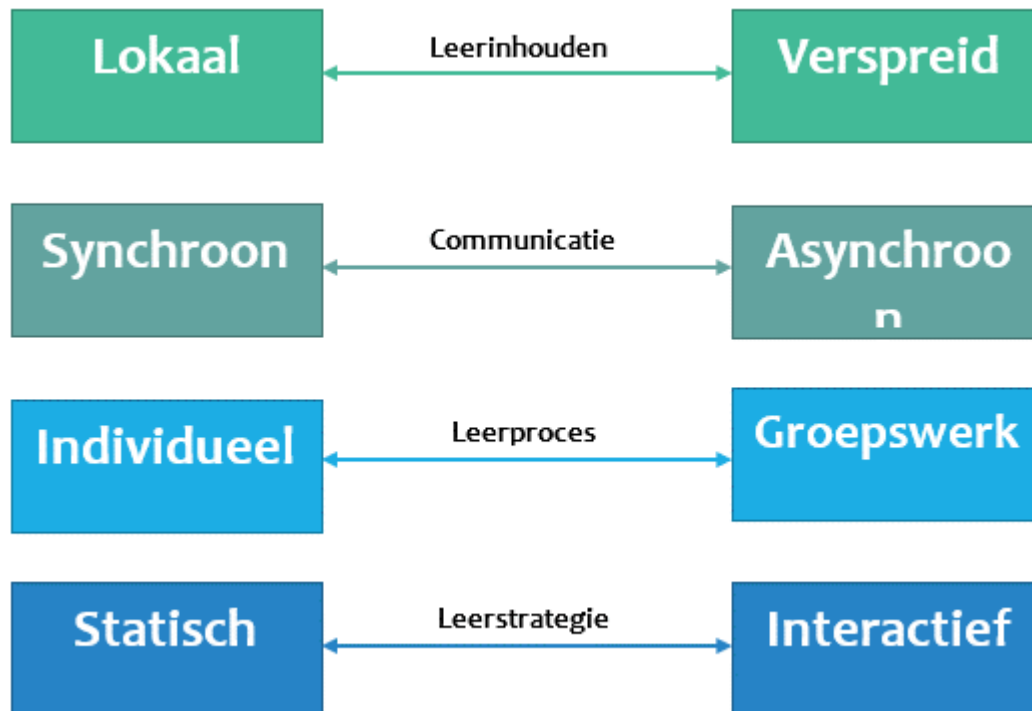 Lokaal
Leerinhouden
Verspreid
Synchroon
Communicatie
Asynchroo
n
Individueel
Leerproces
Groepswerk
Statisch
Leerstrategie
Interactief